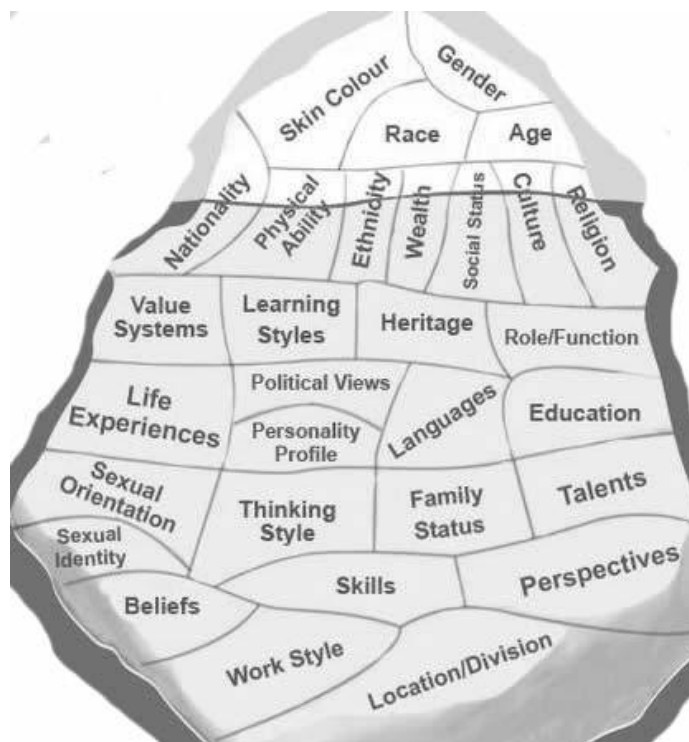 Skin Colour
Gender
Race
Age
Nationality
Physical
Ability
Ethnicity
Wealth
Social Status
Culture
Religion
Value
Systems
Learning
Styles
Heritage
Role/Function
Life
Experiences
Political Views
Personality
Profile
Languages
Education
Sexual
Orientation
Thinking
Style
Family
Status
Talents
Sexual
Identity
Beliefs
Skills
Perspectives
Work Style
Location/Division